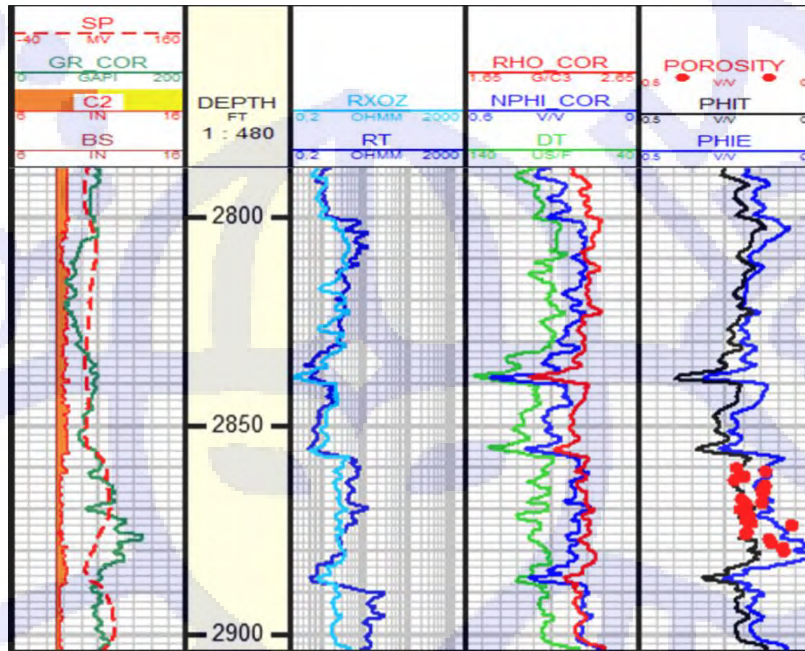 SP
-40 MV 160
GR_COR
0 GAPI 200
C2
6 IN 16
BS
6 IN 16
DEPTH
FT
1 : 480
RXOZ
0.2 OHMM 2000
RT
0.2 OHMM 2000
RHO_COR
1.65 G/C3 2.65
NPHI_COR
0.6 V/V 0
DT
140 US/F 40
POROSITY
0.5 V/V 0
PHIT
0.5 V/V 0
PHIE
0.5 V/V 0
2800
2850
2900